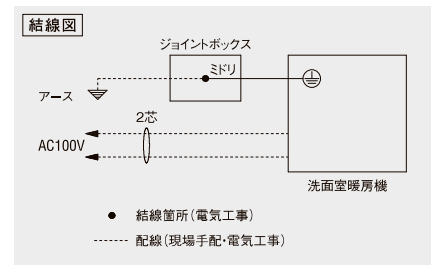 結線図
ジョイントボックス
ミドリ
アース
2芯
AC100V
洗面室暖房機
結線箇所(電気工事)
配線(現場手配・電気工事)